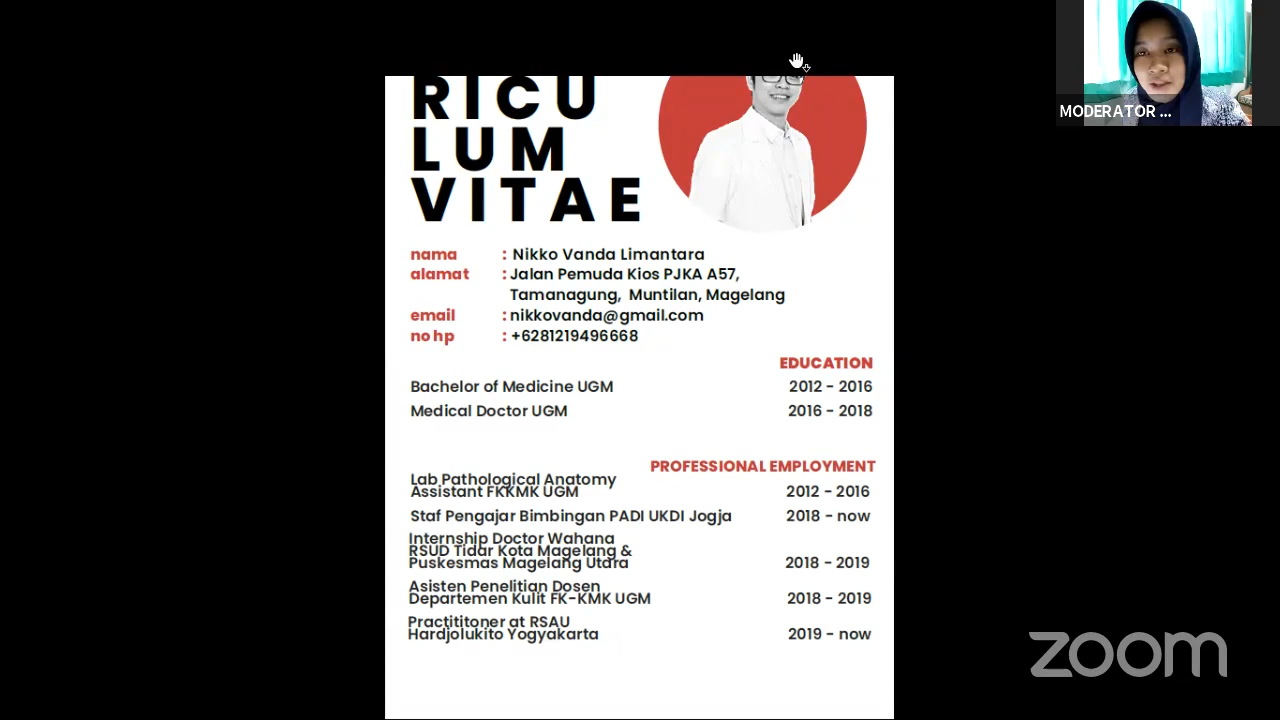 RICU
LUM
VITAE
nama : Nikko Vanda Limantara
alamat : Jalan Pemuda Kios PJKA A57,
Tamanagung, Muntilan, Magelang
email : nikkovanda@gmail.com
no hp : +6281219496668
EDUCATION
Bachelor of Medicine UGM 2012 - 2016
Medical Doctor UGM 2016 - 2018
PROFESSIONAL EMPLOYMENT
Lab Pathological Anatomy
Assistant FKKMK UGM 2012 - 2016
Staf Pengajar Bimbingan PADI UKDI Jogja 2018 - now
Internship Doctor Wahana
RSUD Tidar Kota Magelang &
Puskesmas Magelang Utara 2018 - 2019
Asisten Penelitian Dosen
Departemen Kulit FK-KMK UGM 2018 - 2019
Practititoner at RSAU
Hardjolukito Yogyakarta 2019 - now
MODERATOR ...
zoom